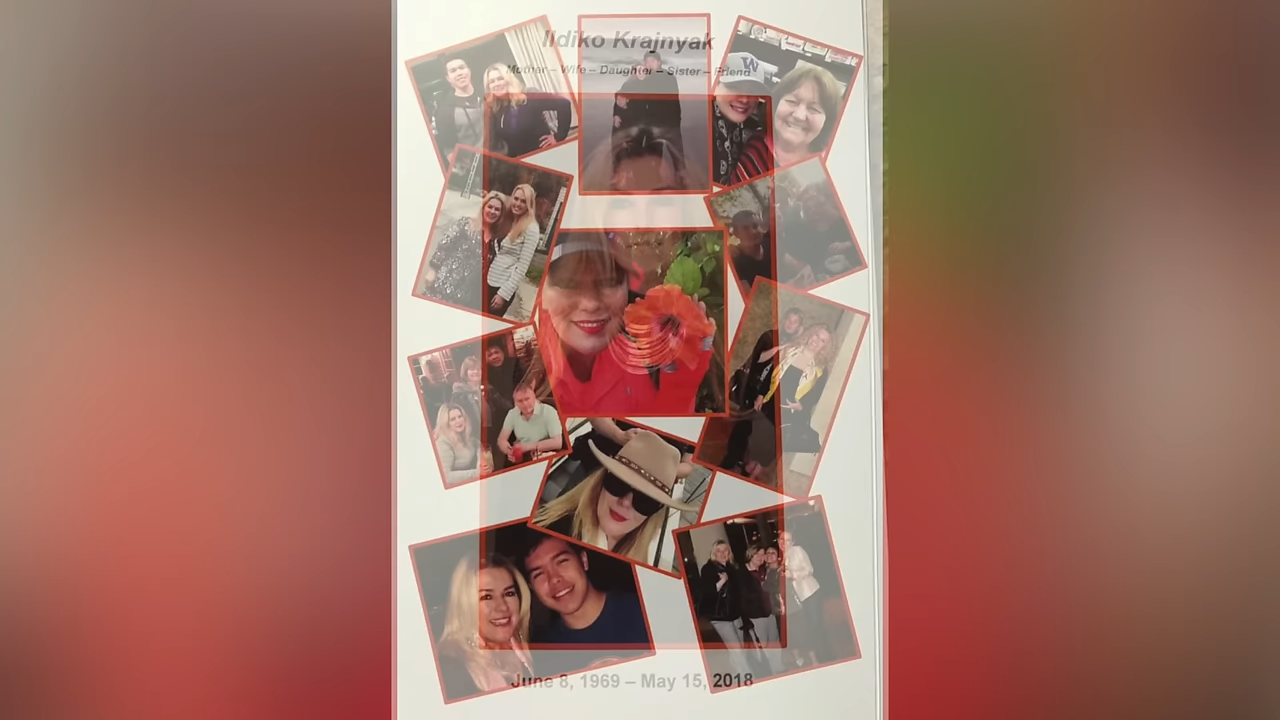 Ildiko Krajnyak
Mother – Wife – Daughter – Sister – Friend
W
June 8, 1969 – May 15, 2018